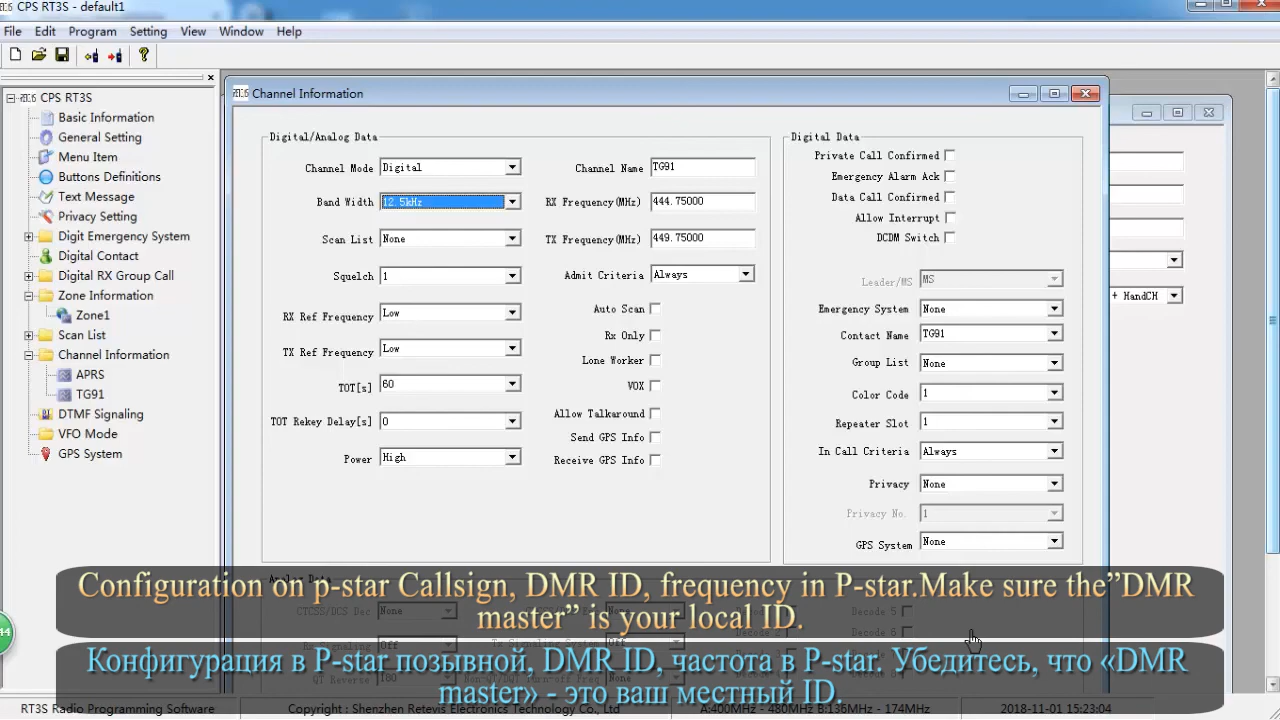 CPS RT3S - default1
File Edit Program Setting View Window Help
CPS RT3S
Basic Information
General Setting
Menu Item
Buttons Definitions
Text Message
Privacy Setting
Digit Emergency System
Digital Contact
Digital RX Group Call
Zone Information
Zone1
Scan List
Channel Information
APRS
TG91
DTMF Signaling
VFO Mode
GPS System
Channel Information
Digital/Analog Data
Channel Mode Digital
Band Width 12.5kHz
Scan List None
Squelch 1
RX Ref Frequency Low
TX Ref Frequency Low
TOT[s] 60
TOT Rekey Delay[s] 0
Power High
Channel Name TG91
RX Frequency(MHz) 444.75000
TX Frequency(MHz) 449.75000
Admit Criteria Always
Auto Scan
Rx Only
Lone Worker
VOX
Allow Talkaround
Send GPS Info
Receive GPS Info
Digital Data
Private Call Confirmed
Emergency Alarm Ack
Data Call Confirmed
Allow Interrupt
DCDM Switch
Leader/MS MS
Emergency System None
Contact Name TG91
Group List None
Color Code 1
Repeater Slot 1
In Call Criteria Always
Privacy None
Privacy No. 1
GPS System None
+ HandCH
Configuration on p-star Callsign, DMR ID, frequency in P-star.Make sure the”DMR
master” is your local ID.
Конфигурация в P-star позывной, DMR ID, частота в P-star. Убедитесь, что «DMR
master» - это ваш местный ID.
RT3S Radio Programming Software
Copyright : Shenzhen Retevis Electronics Technology Co., Ltd
A:400MHz - 480MHz B:136MHz - 174MHz
2018-11-01 15:23:04